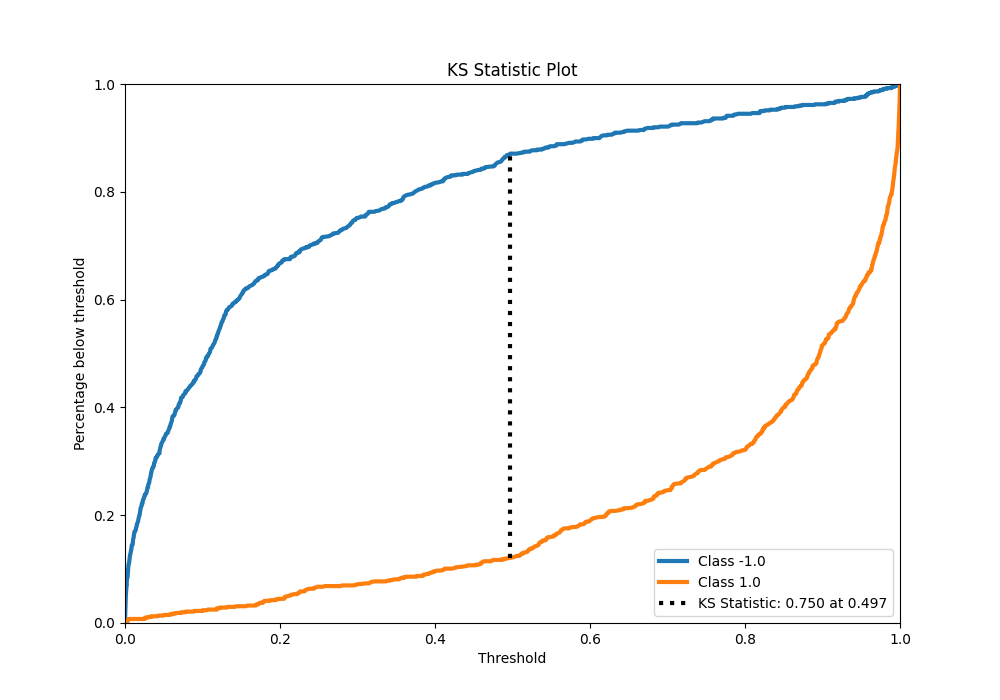 KS Statistic Plot
1.0
0.8
0.6
0.4
0.2
0.0
Percentage below threshold
0.0 0.2 0.4 0.6 0.8 1.0
Threshold
Class -1.0
Class 1.0
KS Statistic: 0.750 at 0.497